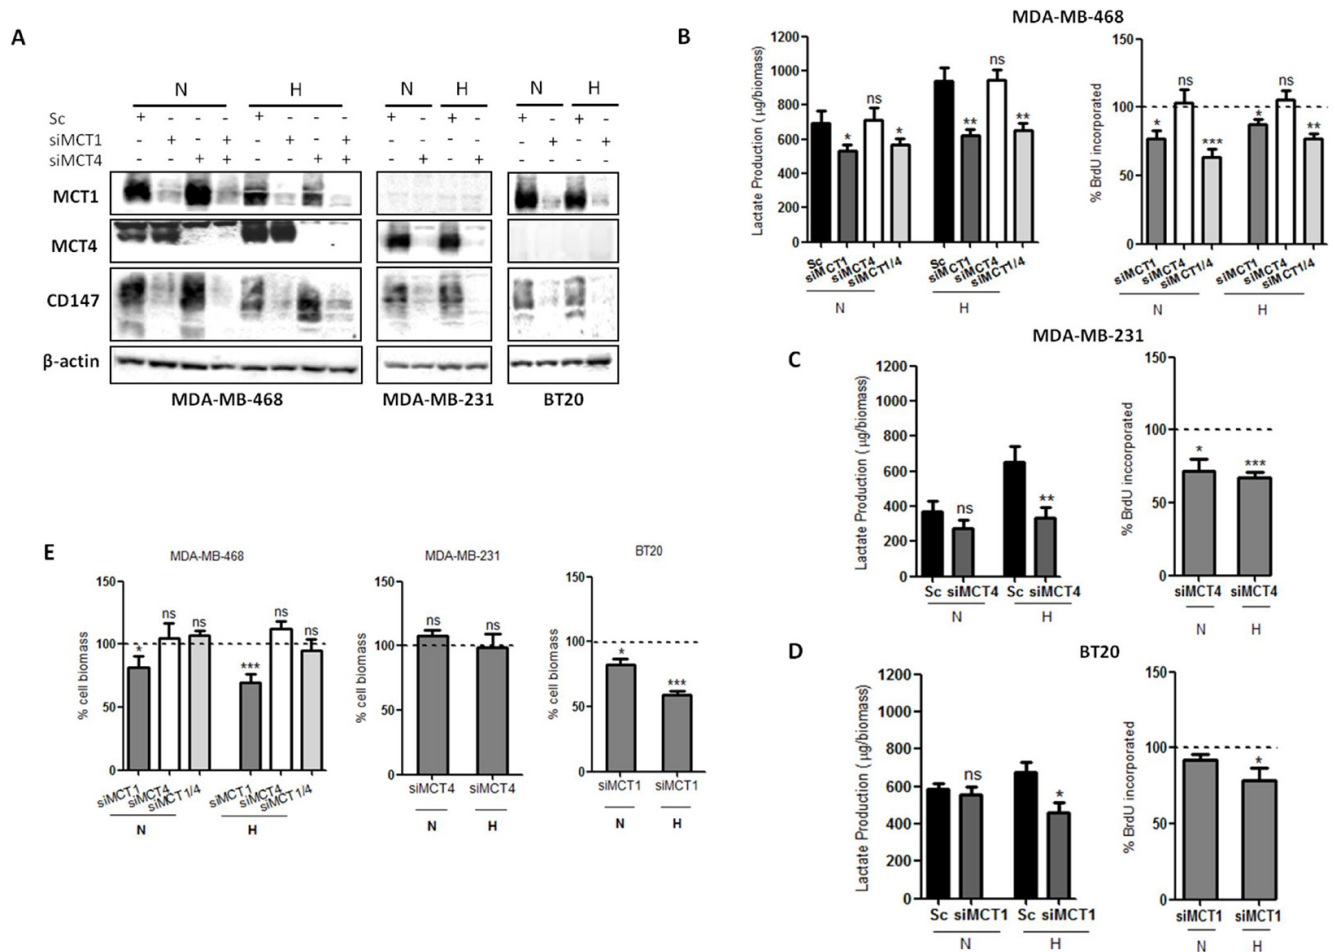 A
N H N H N H
Sc + - - - + - - - + - + - + - + -
siMCT1 - + - + - + - + - - - - - + - +
siMCT4 - - + + - - + + - + - + - - - -
MCT1
MCT4
CD147
β-actin
MDA-MB-468 MDA-MB-231 BT20
B
MDA-MB-468
Lactate Production ( µg/biomass)
1200
1000
800
600
400
200
0
* ns * ** ns **
Sc siMCT1 siMCT4 siMCT1/4 Sc siMCT1 siMCT4 siMCT1/4
N H
% BrdU incorporated
150
100
50
0
* ns *** * ns **
siMCT1 siMCT4 siMCT1/4 siMCT1 siMCT4 siMCT1/4
N H
C
MDA-MB-231
Lactate Production ( µg/biomass)
1200
1000
800
600
400
200
0
ns **
Sc siMCT4 Sc siMCT4
N H
% BrdU inccorporated
150
100
50
0
* ***
siMCT4 siMCT4
N H
D
BT20
Lactate Production ( µg/biomass)
1200
1000
800
600
400
200
0
ns *
Sc siMCT1 Sc siMCT1
N H
% BrdU incorporated
150
100
50
0
*
siMCT1 siMCT1
N H
E
MDA-MB-468
% cell biomass
150
100
50
0
* ns ns *** ns ns
siMCT1 siMCT4 siMCT1/4 siMCT1 siMCT4 siMCT1/4
N H
MDA-MB-231
% cell biomass
150
100
50
0
ns ns
siMCT4 siMCT4
N H
BT20
% cell biomass
150
100
50
0
* ***
siMCT1 siMCT1
N H